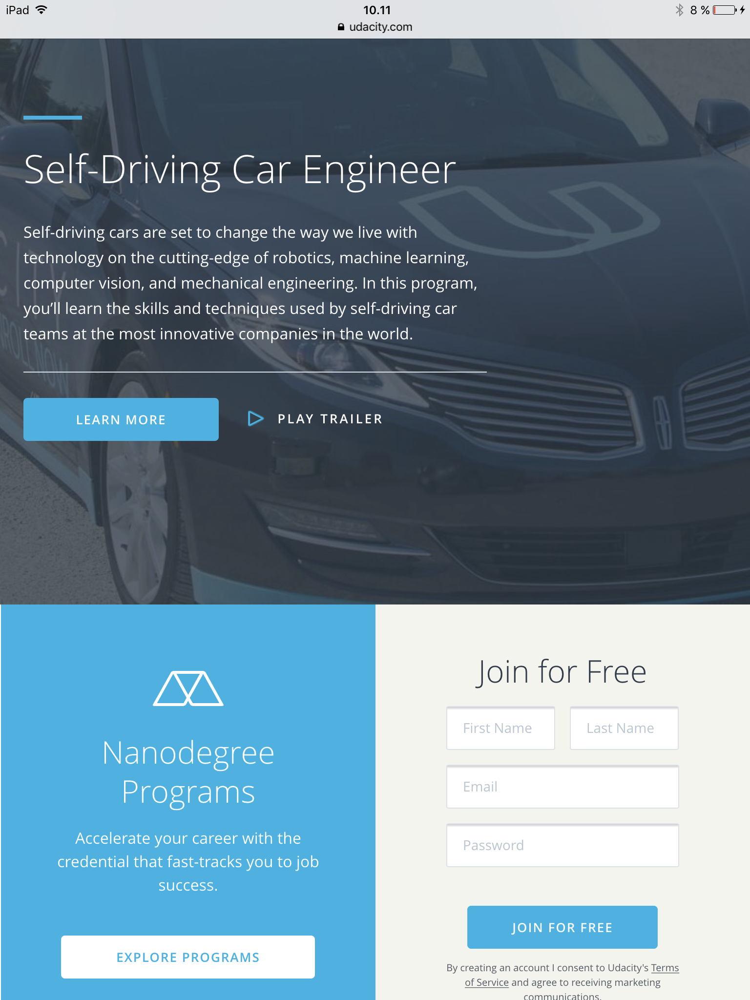 iPad 10.11 8 %
udacity.com
Self-Driving Car Engineer
Self-driving cars are set to change the way we live with
technology on the cutting-edge of robotics, machine learning,
computer vision, and mechanical engineering. In this program,
you’ll learn the skills and techniques used by self-driving car
teams at the most innovative companies in the world.
ROLL NOW
LEARN MORE
PLAY TRAILER
Nanodegree
Programs
Accelerate your career with the
credential that fast-tracks you to job
success.
EXPLORE PROGRAMS
Join for Free
First Name Last Name
Email
Password
JOIN FOR FREE
By creating an account I consent to Udacity's Terms
of Service and agree to receiving marketing
communications.